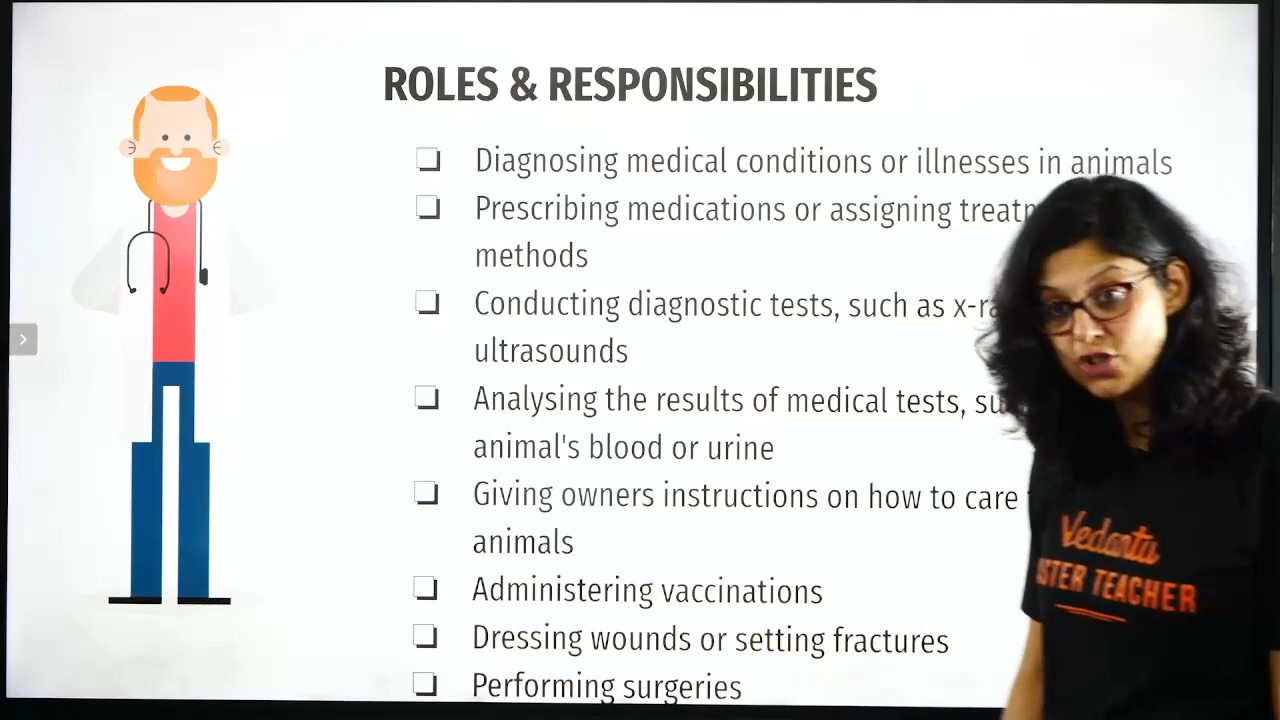 ROLES & RESPONSIBILITIES
❏ Diagnosing medical conditions or illnesses in animals
❏ Prescribing medications or assigning
methods
❏ Conducting diagnostic tests, such as
ultrasounds
❏ Analysing the results of medical tests,
animal's blood or urine
❏ Giving owners instructions on how to care
animals
❏ Administering vaccinations
❏ Dressing wounds or setting fractures
❏ Performing surgeries
Vedantu
TEACHER